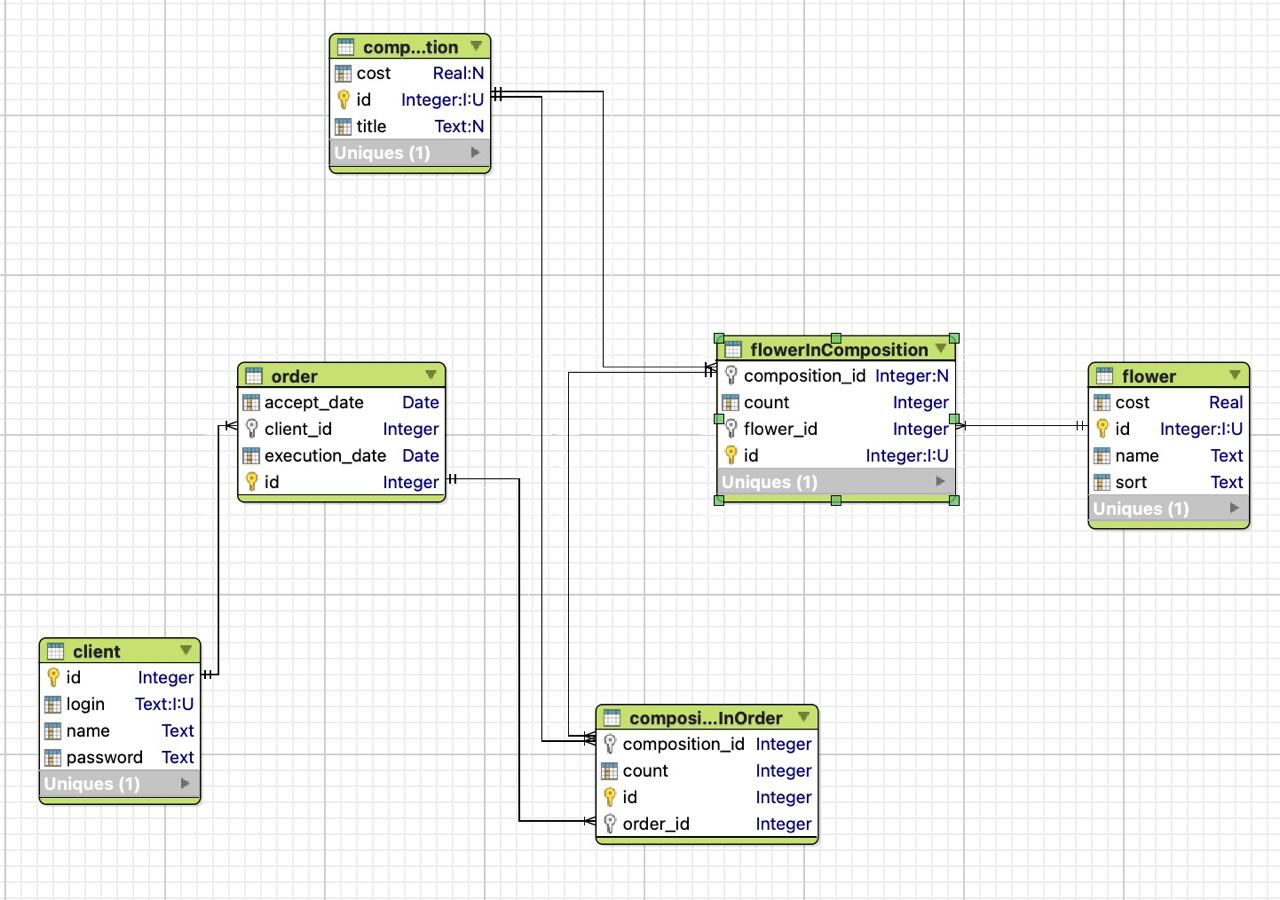 comp...tion
cost Real:N
id Integer:I:U
title Text:N
Uniques (1)
flowerInComposition
composition_id Integer:N
count Integer
flower_id Integer
id Integer:I:U
Uniques (1)
order
accept_date Date
client_id Integer
execution_date Date
id Integer
flower
cost Real
id Integer:I:U
name Text
sort Text
Uniques (1)
client
id Integer
login Text:I:U
name Text
password Text
Uniques (1)
composi...InOrder
composition_id Integer
count Integer
id Integer
order_id Integer